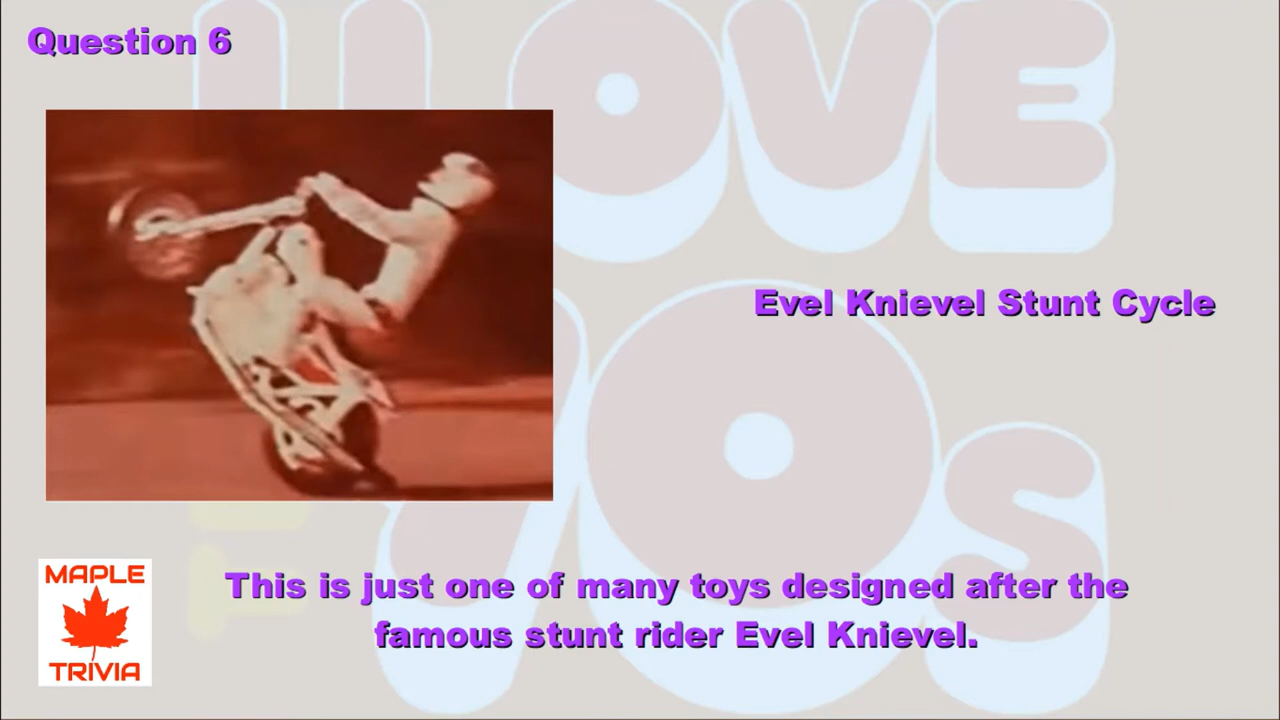 Question 6
I LOVE
Evel Knievel Stunt Cycle
70s
MAPLE
TRIVIA
This is just one of many toys designed after the
famous stunt rider Evel Knievel.